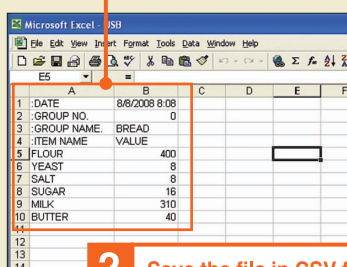 Microsoft Excel - USB
File Edit View Insert Format Tools Data Window Help
E5 =
A B C D E F
1 :DATE 8/8/2008 8:08
2 :GROUP NO. 0
3 :GROUP NAME. BREAD
4 :ITEM NAME VALUE
5 FLOUR 400
6 YEAST 8
7 SALT 8
8 SUGAR 16
9 MILK 310
10 BUTTER 40
11
12
13
14
2 Save the file in CSV